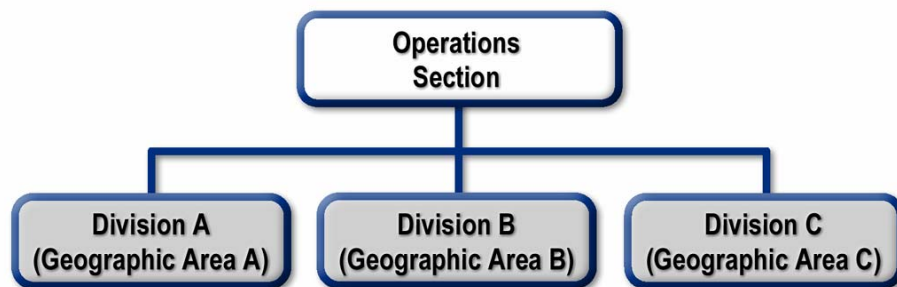 Operations
Section
Division A
(Geographic Area A)
Division B
(Geographic Area B)
Division C
(Geographic Area C)